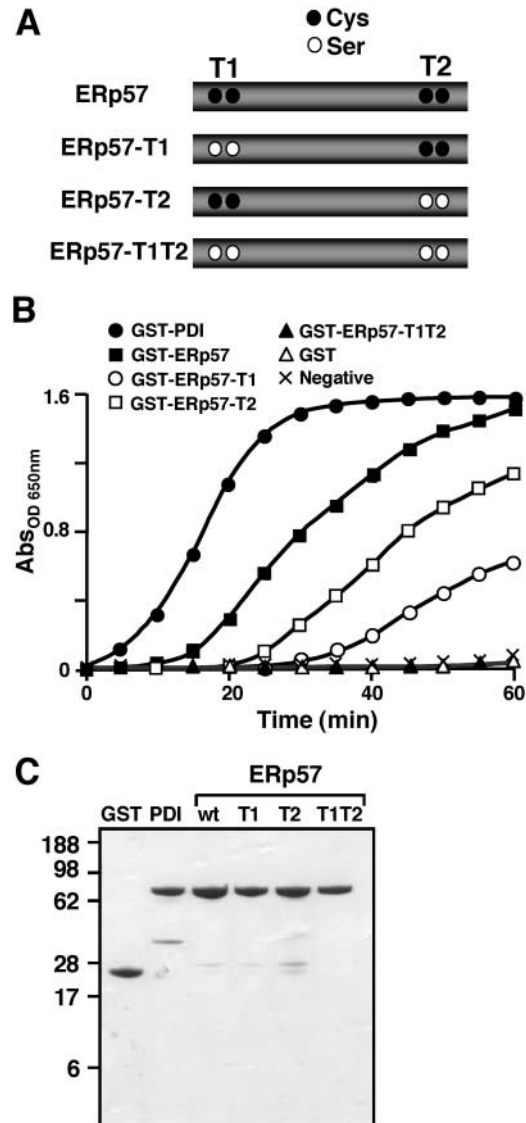 A
Cys
Ser
T1 T2
ERp57
ERp57-T1
ERp57-T2
ERp57-T1T2
B
GST-PDI
GST-ERp57
GST-ERp57-T1
GST-ERp57-T2
GST-ERp57-T1T2
GST
Negative
1.6
0.8
0
AbsOD 650nm
0 20 40 60
Time (min)
C
ERp57
GST PDI wt T1 T2 T1T2
188
98
62
28
17
6